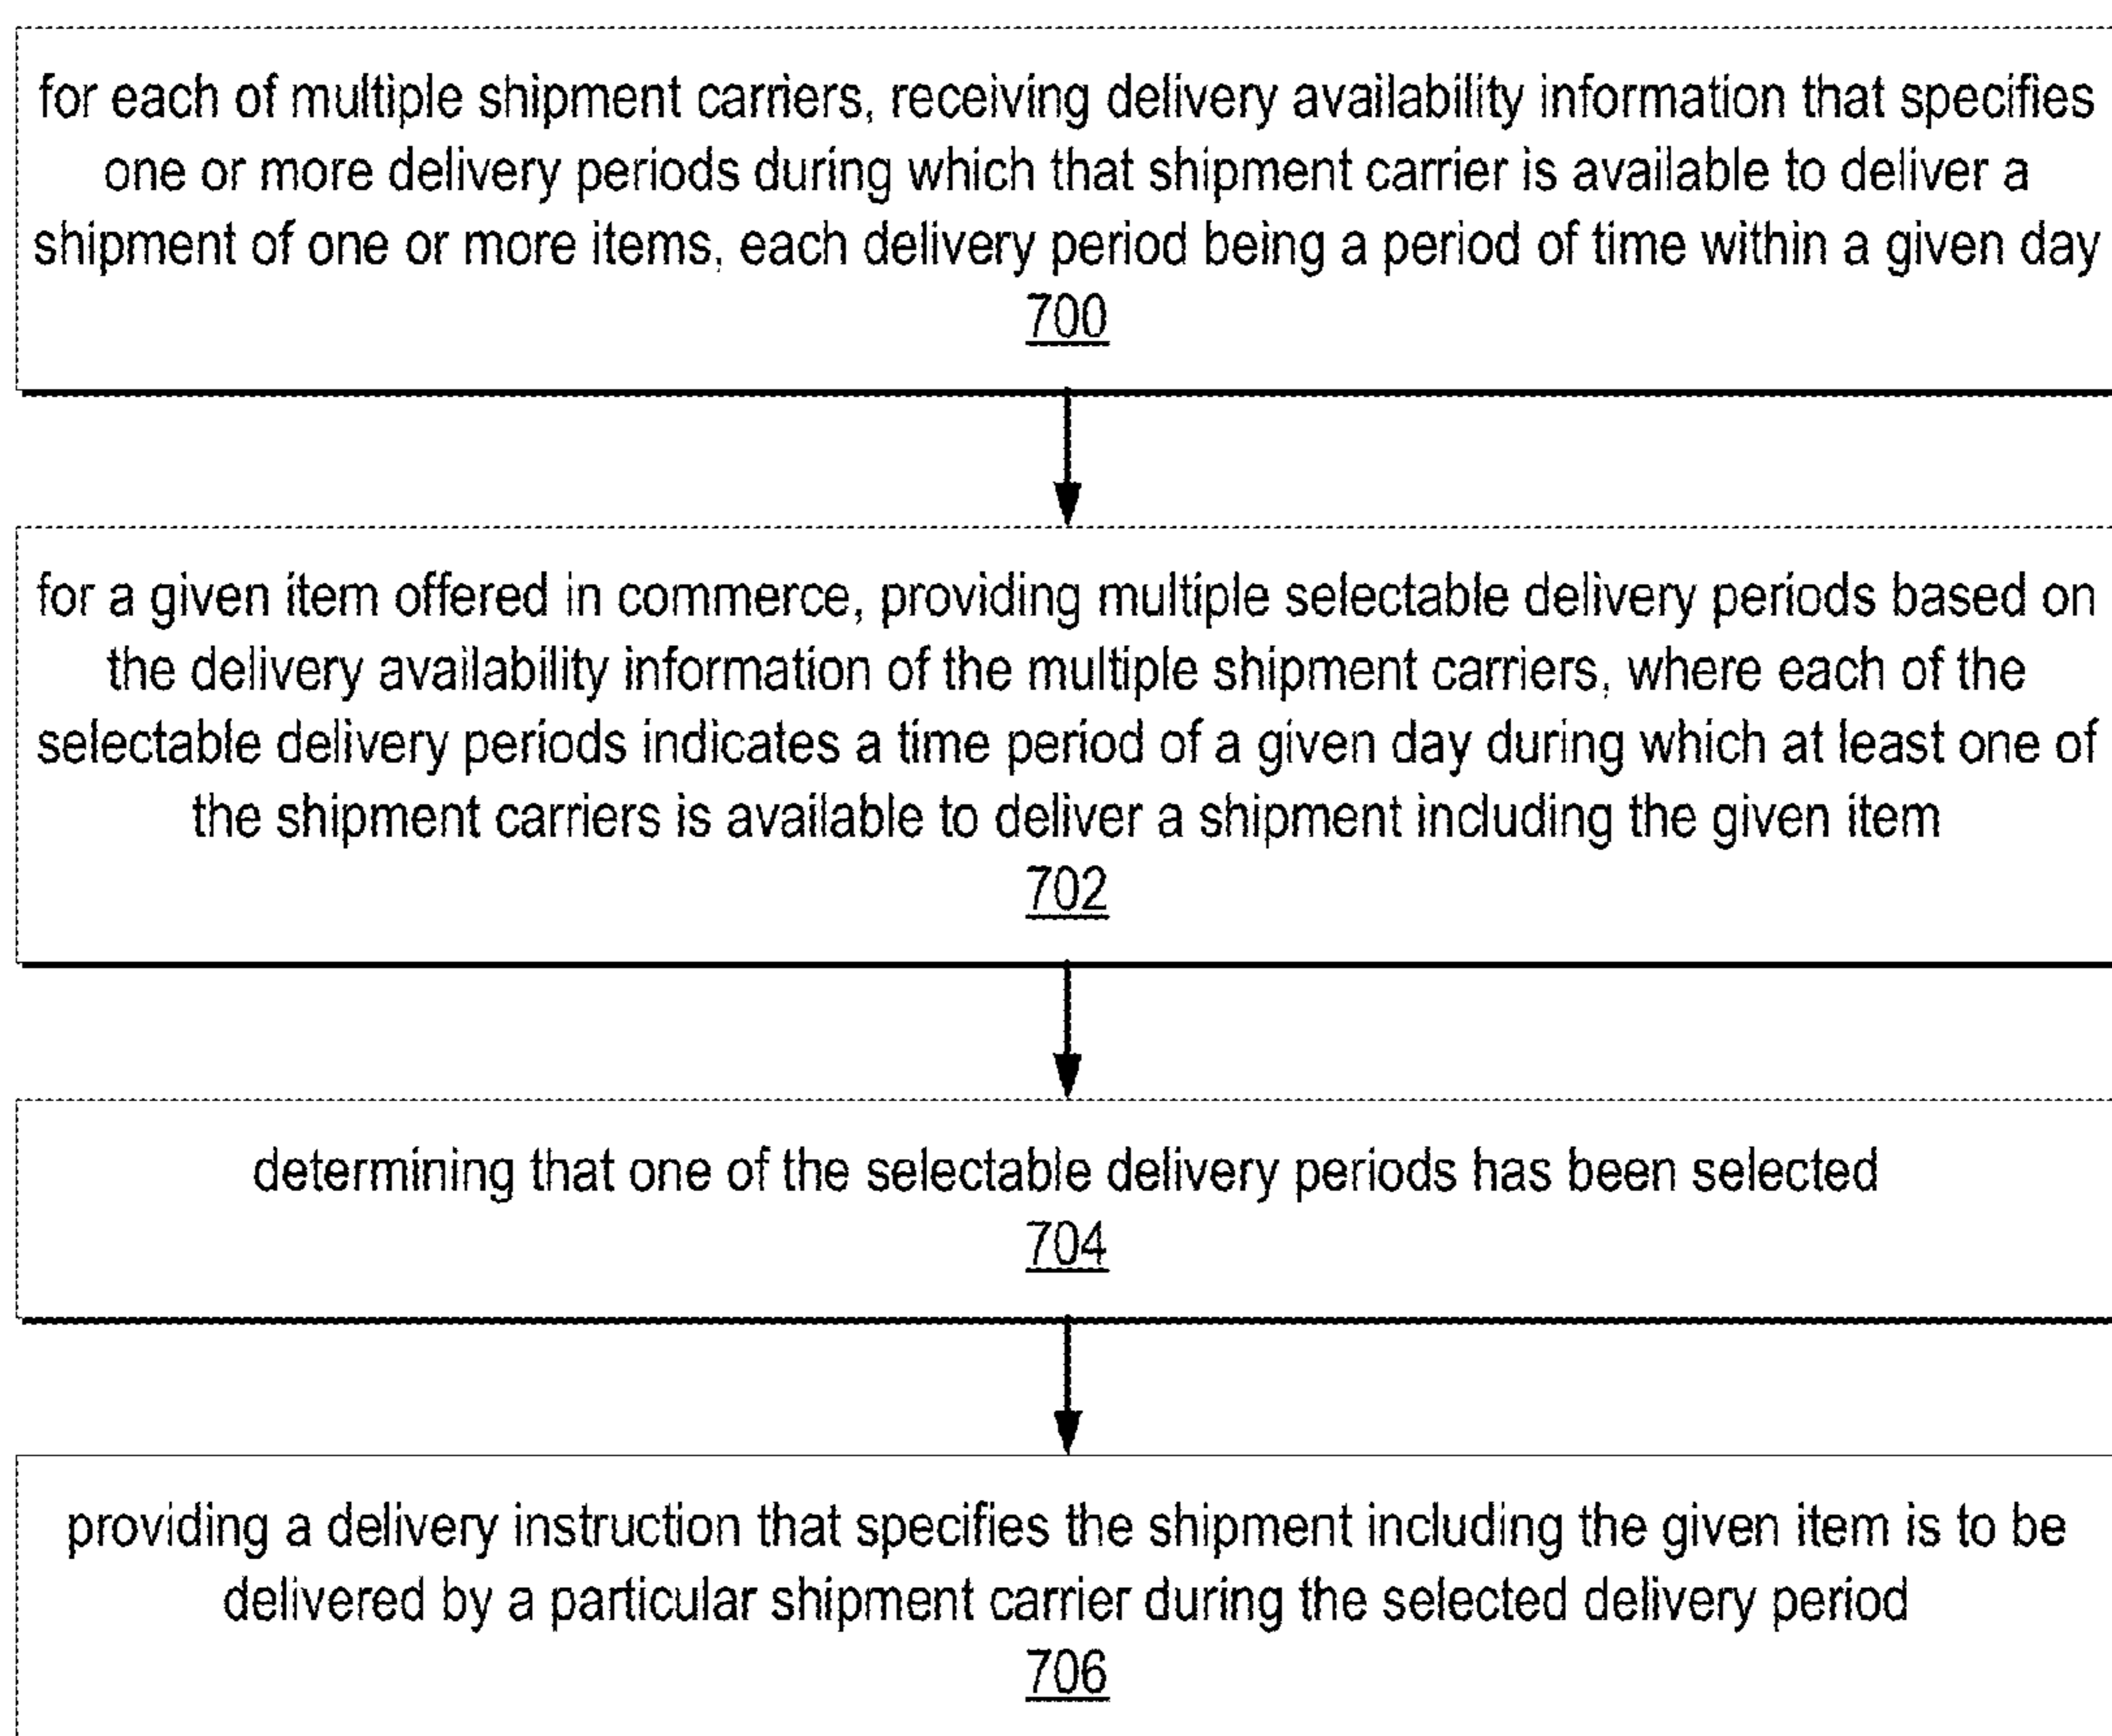 for each of multiple shipment carriers, receiving delivery availability information that specifies
one or more delivery periods during which that shipment carrier is available to deliver a
shipment of one or more items, each delivery period being a period of time within a given day
700
for a given item offered in commerce, providing multiple selectable delivery periods based on
the delivery availability information of the multiple shipment carriers, where each of the
selectable delivery periods indicates a time period of a given day during which at least one of
the shipment carriers is available to deliver a shipment including the given item
702
determining that one of the selectable delivery periods has been selected
704
providing a delivery instruction that specifies the shipment including the given item is to be
delivered by a particular shipment carrier during the selected delivery period
706